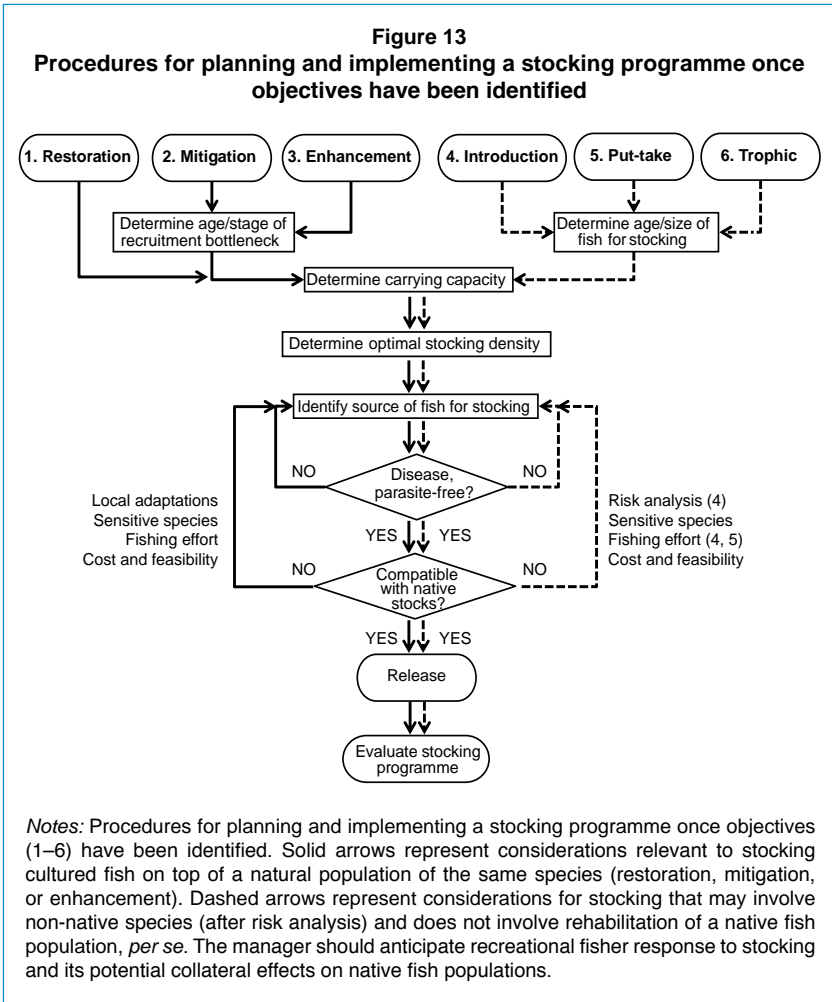 Figure 13
Procedures for planning and implementing a stocking programme once
objectives have been identified
1. Restoration
2. Mitigation
3. Enhancement
4. Introduction
5. Put-take
6. Trophic
Determine age/stage of
recruitment bottleneck
Determine age/size of
fish for stocking
Determine carrying capacity
Determine optimal stocking density
Identify source of fish for stocking
NO
Disease,
parasite-free?
NO
Local adaptations
Sensitive species
Fishing effort
Cost and feasibility
Risk analysis (4)
Sensitive species
Fishing effort (4, 5)
Cost and feasibility
YES
YES
NO
Compatible
with native
stocks?
NO
YES
YES
Release
Evaluate stocking
programme
Notes: Procedures for planning and implementing a stocking programme once objectives
(1–6) have been identified. Solid arrows represent considerations relevant to stocking
cultured fish on top of a natural population of the same species (restoration, mitigation,
or enhancement). Dashed arrows represent considerations for stocking that may involve
non-native species (after risk analysis) and does not involve rehabilitation of a native fish
population, per se. The manager should anticipate recreational fisher response to stocking
and its potential collateral effects on native fish populations.